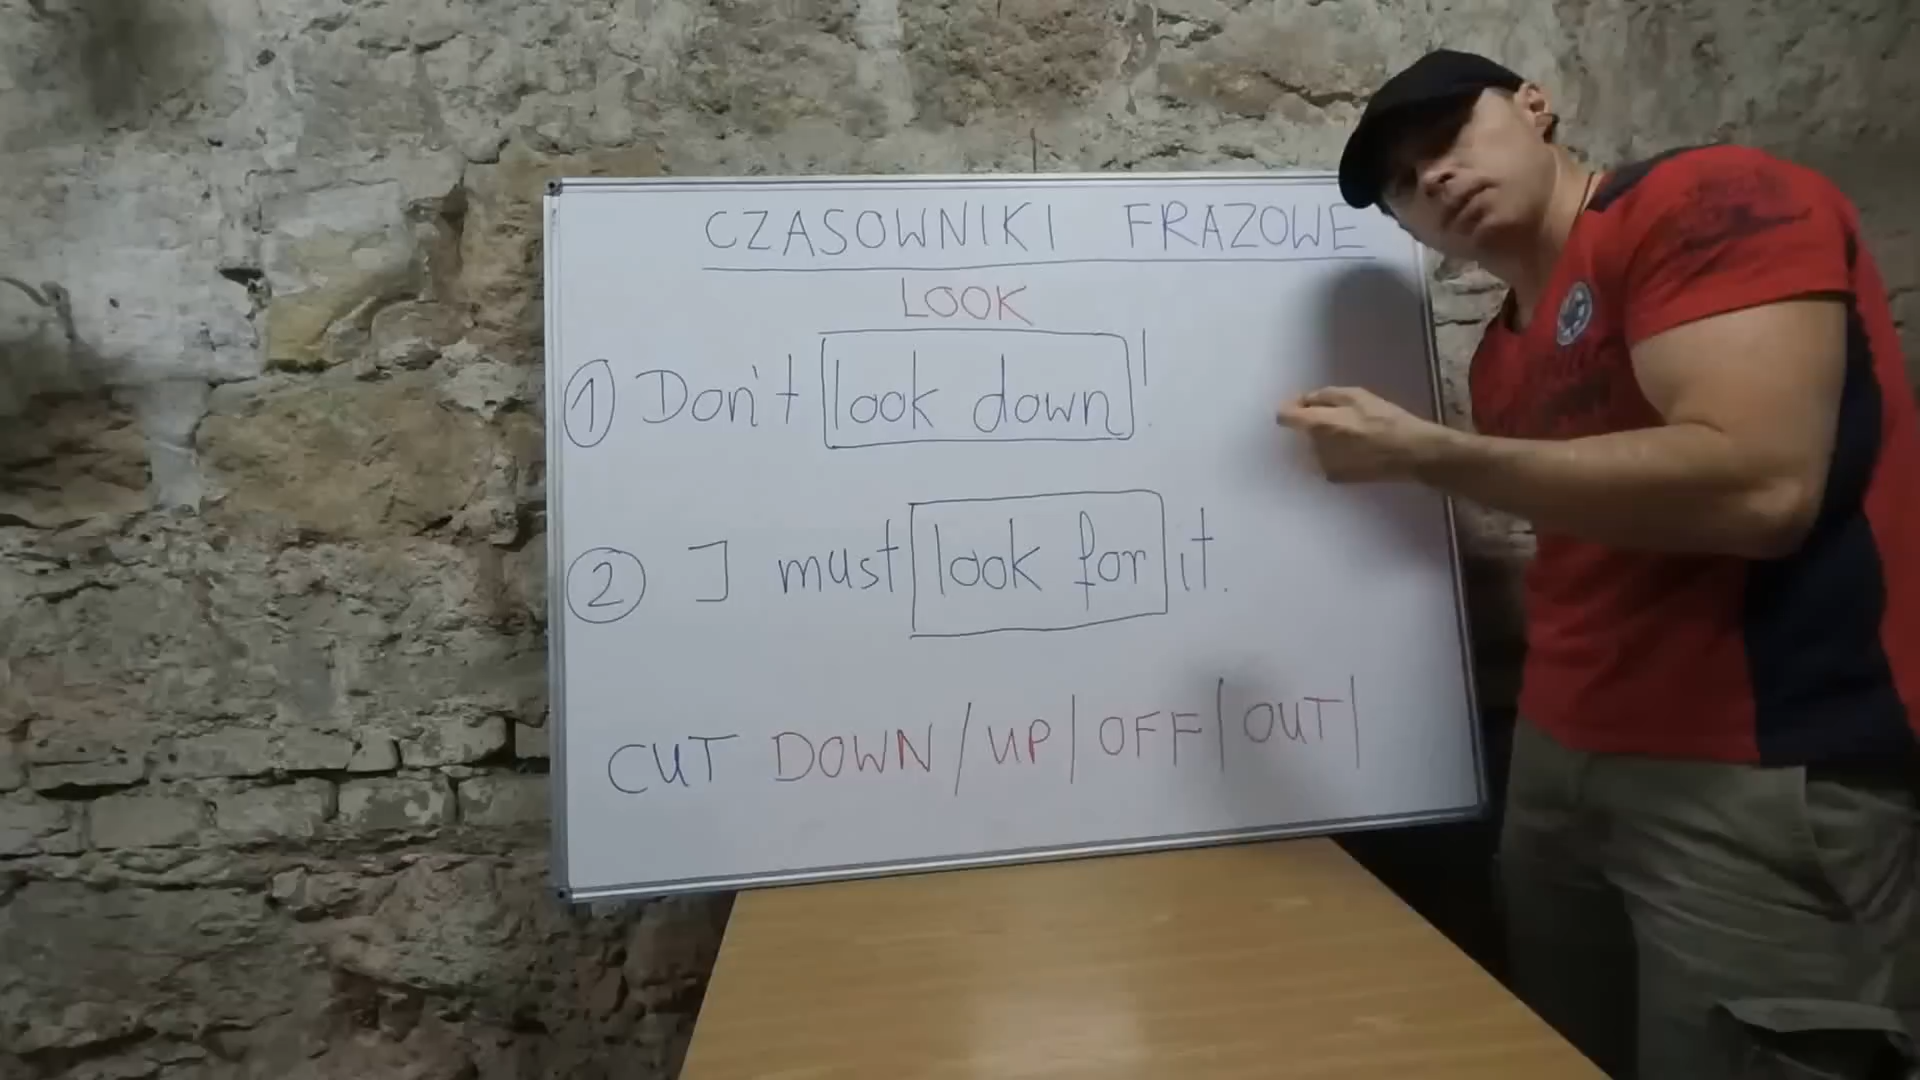 CZASOWNIKI FRAZOWE
LOOK
① Don't look down!
② I must look for it.
CUT DOWN/UP|OFF|OUT|